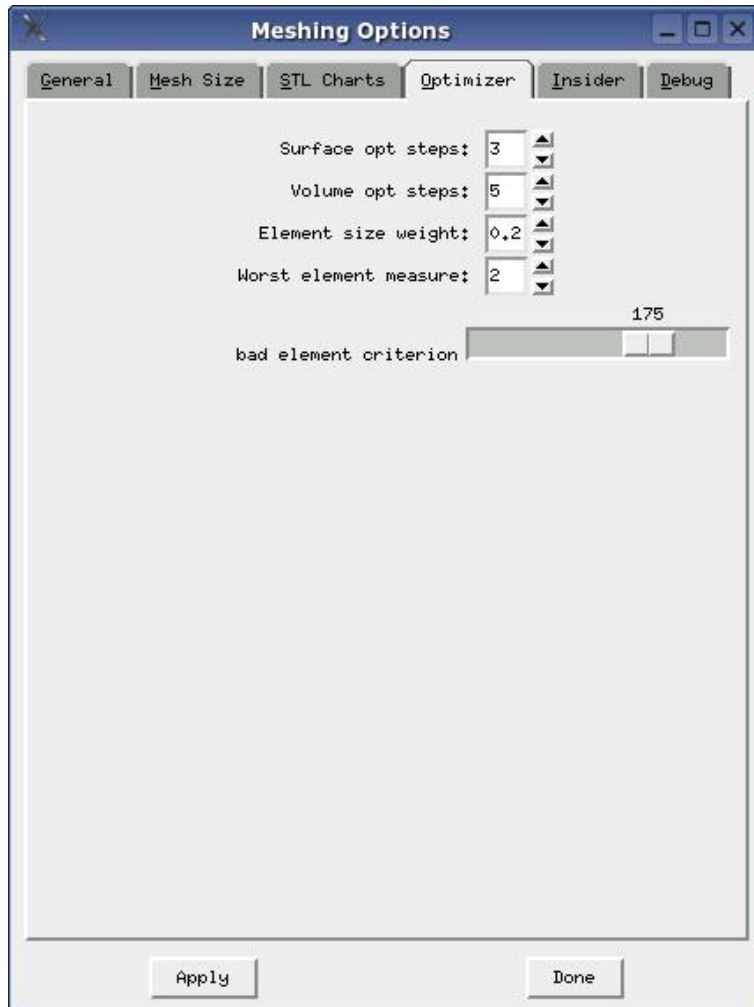 Meshing Options
General Mesh Size STL Charts Optimizer Insider Debug
Surface opt steps: 3
Volume opt steps: 5
Element size weight: 0.2
Worst element measure: 2
175
bad element criterion
Apply Done